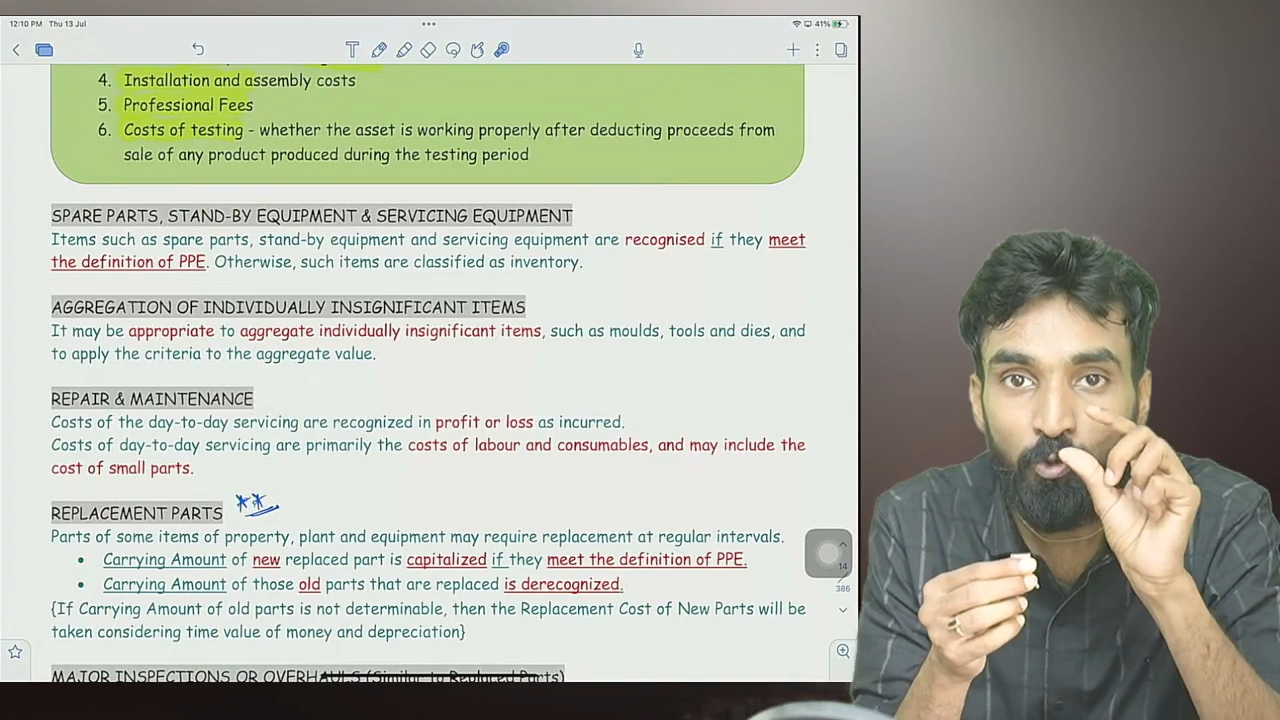 12:10 PM Thu 13 Jul
41%
4. Installation and assembly costs
5. Professional Fees
6. Costs of testing - whether the asset is working properly after deducting proceeds from
sale of any product produced during the testing period
SPARE PARTS, STAND-BY EQUIPMENT & SERVICING EQUIPMENT
Items such as spare parts, stand-by equipment and servicing equipment are recognised if they meet
the definition of PPE. Otherwise, such items are classified as inventory.
AGGREGATION OF INDIVIDUALLY INSIGNIFICANT ITEMS
It may be appropriate to aggregate individually insignificant items, such as moulds, tools and dies, and
to apply the criteria to the aggregate value.
REPAIR & MAINTENANCE
Costs of the day-to-day servicing are recognized in profit or loss as incurred.
Costs of day-to-day servicing are primarily the costs of labour and consumables, and may include the
cost of small parts.
REPLACEMENT PARTS
Parts of some items of property, plant and equipment may require replacement at regular intervals.
• Carrying Amount of new replaced part is capitalized if they meet the definition of PPE.
• Carrying Amount of those old parts that are replaced is derecognized.
{If Carrying Amount of old parts is not determinable, then the Replacement Cost of New Parts will be
taken considering time value of money and depreciation}
MAJOR INSPECTIONS OR OVERHAULS (Similar to Replaced Parts)
14
386